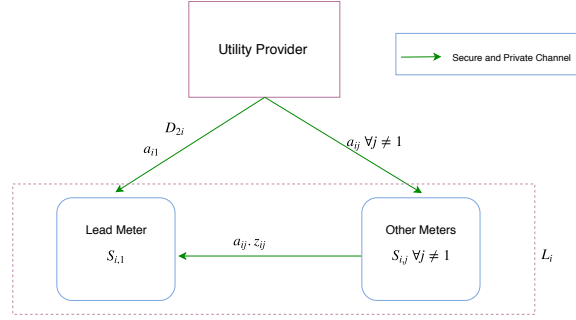 Utility Provider
Secure and Private Channel
D_{2i}
a_{i1}
a_{ij} ∀j ≠ 1
Lead Meter
S_{i,1}
a_{ij}. z_{ij}
Other Meters
S_{i,j} ∀j ≠ 1
L_i